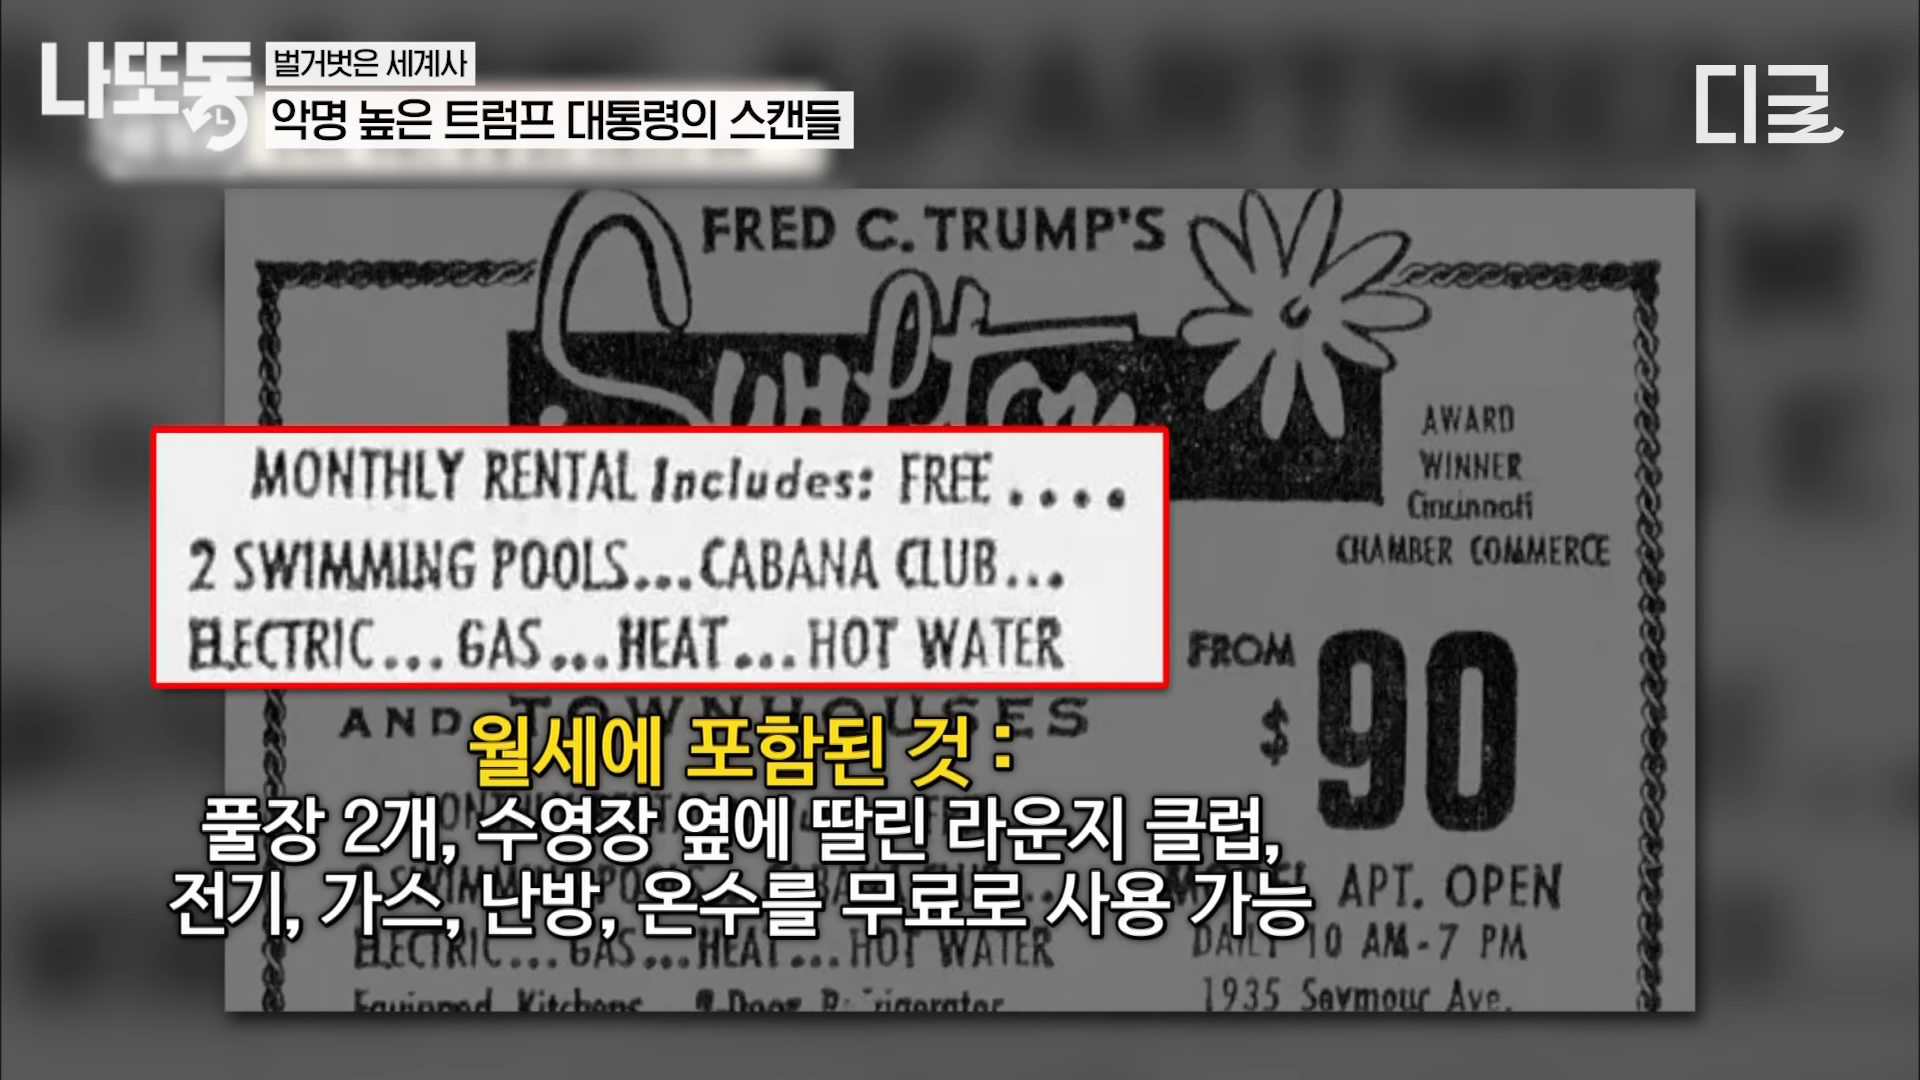 나또동
벌거벗은 세계사
악명 높은 트럼프 대통령의 스캔들
디글
FRED C. TRUMP'S
AWARD
WINNER
Cincinnati
CHAMBER COMMERCE
MONTHLY RENTAL Includes: FREE....
2 SWIMMING POOLS...CABANA CLUB...
ELECTRIC...GAS...HEAT...HOT WATER
FROM
$90
AND TOWNHOUSES
월세에 포함된 것 :
풀장 2개, 수영장 옆에 딸린 라운지 클럽,
전기, 가스, 난방, 온수를 무료로 사용 가능
APT. OPEN
DAILY 10 AM-7 PM
ELECTRIC...GAS...HEAT...HOT WATER
1935 Seymour Ave.
Equipped Kitchens